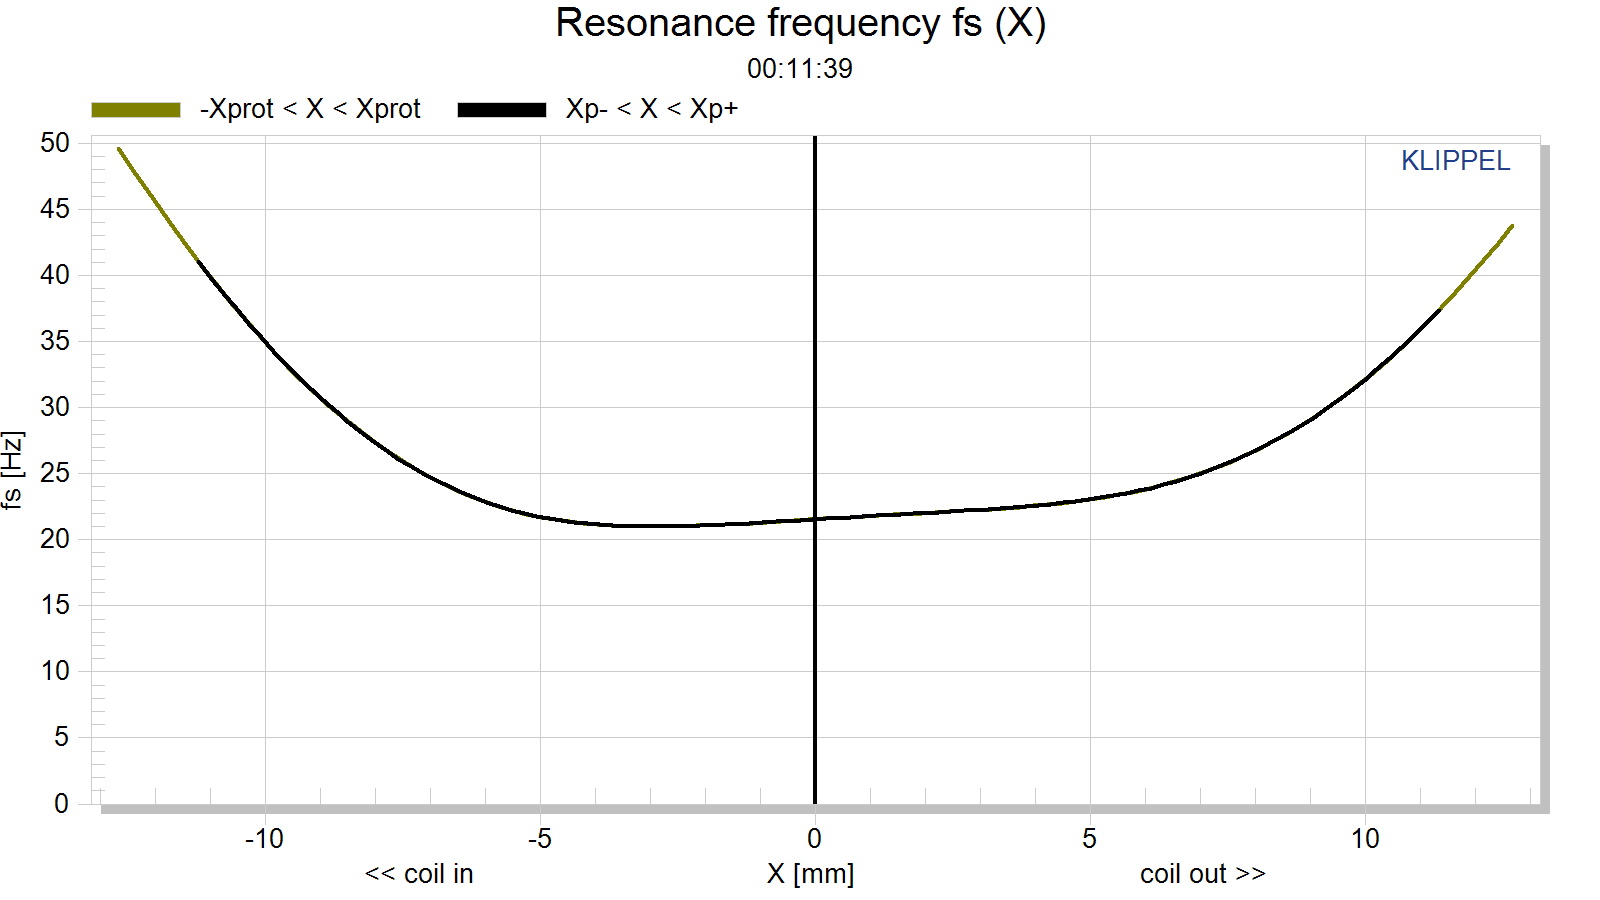 Resonance frequency fs (X)
00:11:39
-Xprot < X < Xprot Xp- < X < Xp+
KLIPPEL
50
45
40
35
30
25
20
15
10
5
0
fs [Hz]
-10 -5 0 5 10
<< coil in X [mm] coil out >>